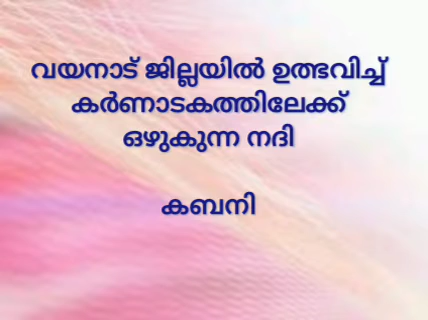 വയനാട് ജില്ലയിൽ ഉത്ഭവിച്ച്
കർണാടകത്തിലേക്ക്
ഒഴുകുന്ന നദി
കബനി